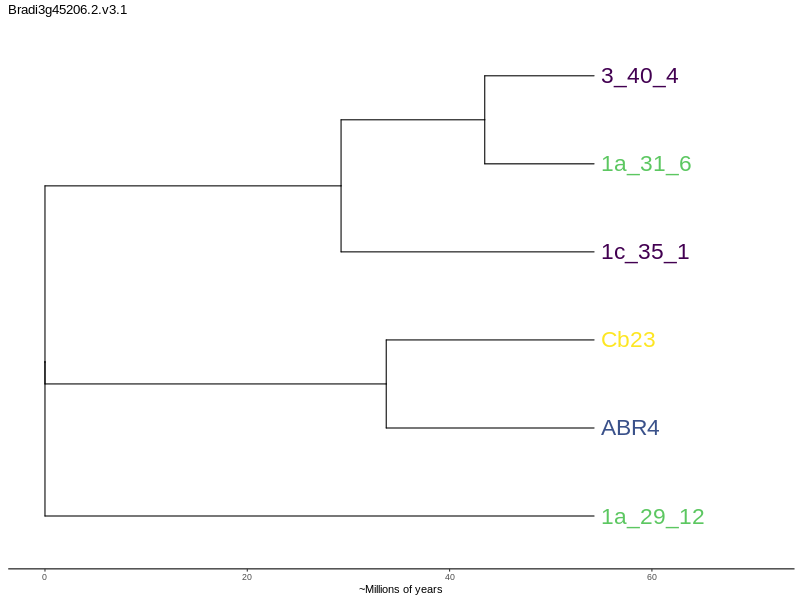 Bradi3g45206.2.v3.1
3_40_4
1a_31_6
1c_35_1
Cb23
ABR4
1a_29_12
0 20 40 60
~Millions of years